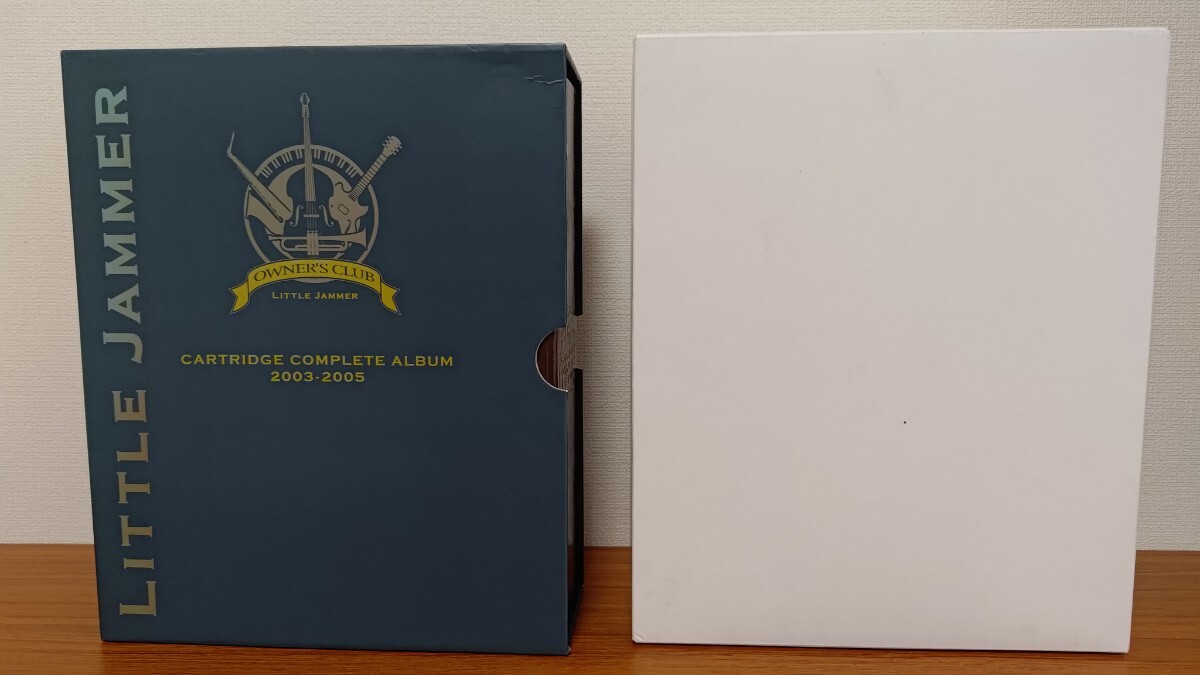 LITTLE JAMMER
OWNER'S CLUB
LITTLE JAMMER
CARTRIDGE COMPLETE ALBUM
2003-2005